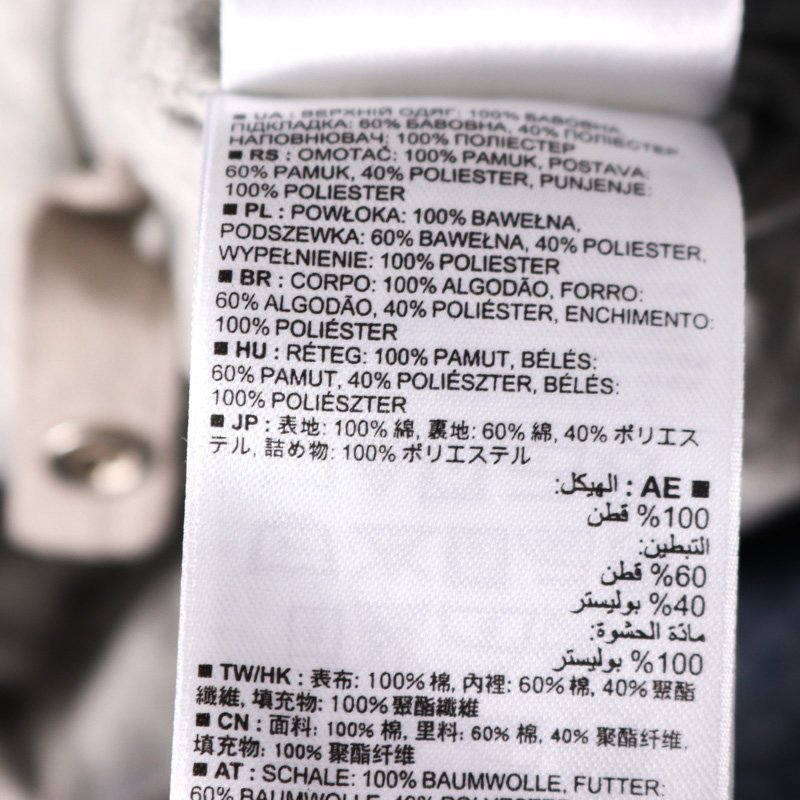 ■ UA : ВЕРХНІЙ ОДЯГ: 100% БАВОВНА,
ПІДКЛАДКА: 60% БАВОВНА, 40% ПОЛІЕСТЕР
НАПОВНЮВАЧ: 100% ПОЛІЕСТЕР
■ RS : OMOTAČ: 100% PAMUK, POSTAVA:
60% PAMUK, 40% POLIESTER, PUNJENJE:
100% POLIESTER
■ PL : POWŁOKA: 100% BAWEŁNA,
PODSZEWKA: 60% BAWEŁNA, 40% POLIESTER,
WYPEŁNIENIE: 100% POLIESTER
■ BR : CORPO: 100% ALGODÃO, FORRO:
60% ALGODÃO, 40% POLIÉSTER, ENCHIMENTO:
100% POLIÉSTER
■ HU : RÉTEG: 100% PAMUT, BÉLÉS:
60% PAMUT, 40% POLIÉSZTER, BÉLÉS:
100% POLIÉSZTER
■ JP : 表地: 100% 綿, 裏地: 60% 綿, 40% ポリエス
テル, 詰め物: 100% ポリエステル
■ AE : الهيكل:
100% قطن
التبطين:
60% قطن
40% بوليستر
مادة الحشوة:
100% بوليستر
■ TW/HK : 表布: 100% 棉, 內裡: 60% 棉, 40% 聚酯
纖維, 填充物: 100% 聚酯纖維
■ CN : 面料: 100% 棉, 里料: 60% 棉, 40% 聚酯纤维,
填充物: 100% 聚酯纤维
■ AT : SCHALE: 100% BAUMWOLLE, FUTTER:
60% BAUMWOLLE, 40% POLYESTER